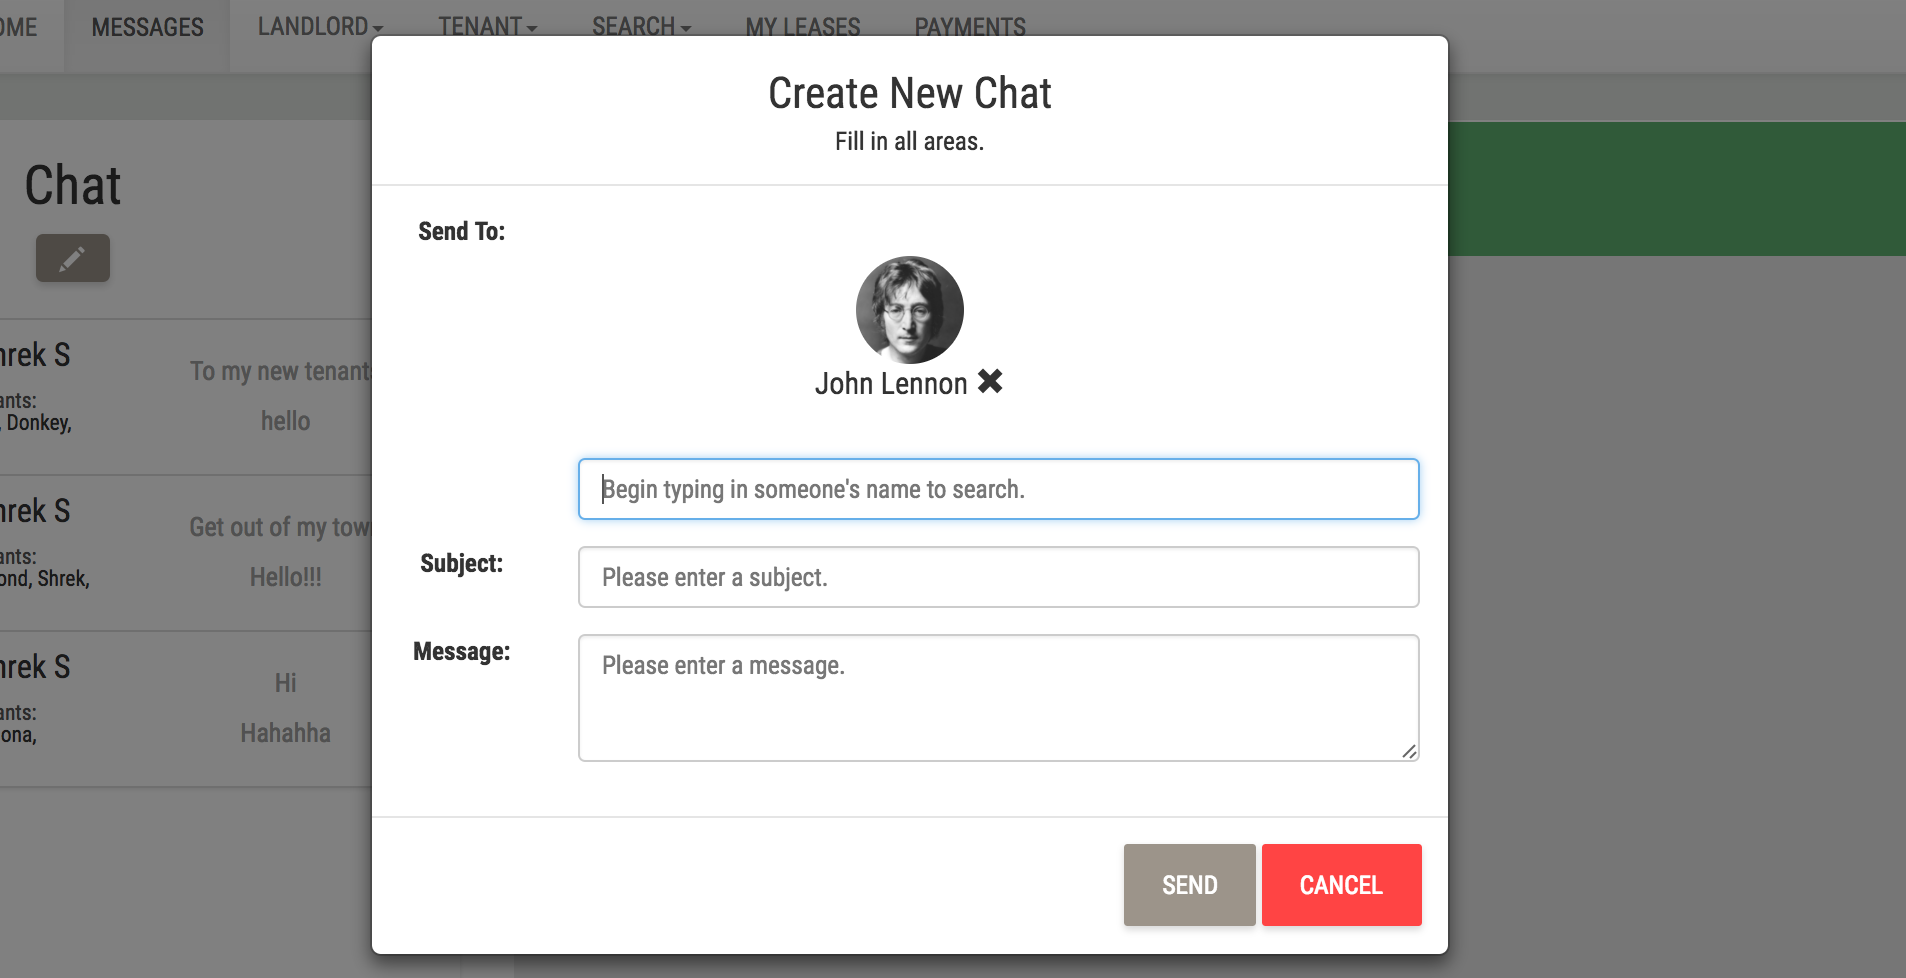 OME MESSAGES LANDLORD TENANT SEARCH MY LEASES PAYMENTS
Create New Chat
Fill in all areas.
Chat
Send To:
John Lennon
hrek S
To my new tenants
ants:
, Donkey,
hello
Begin typing in someone's name to search.
hrek S
Get out of my tow
ants:
ond, Shrek,
Hello!!!
Subject:
Please enter a subject.
Message:
Please enter a message.
hrek S
Hi
ants:
ona,
Hahahha
SEND CANCEL